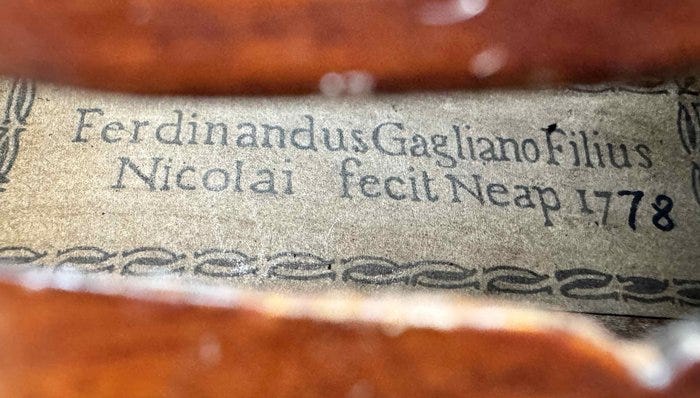 Ferdinandus Gagliano Filius
Nicolai fecit Neap 1778